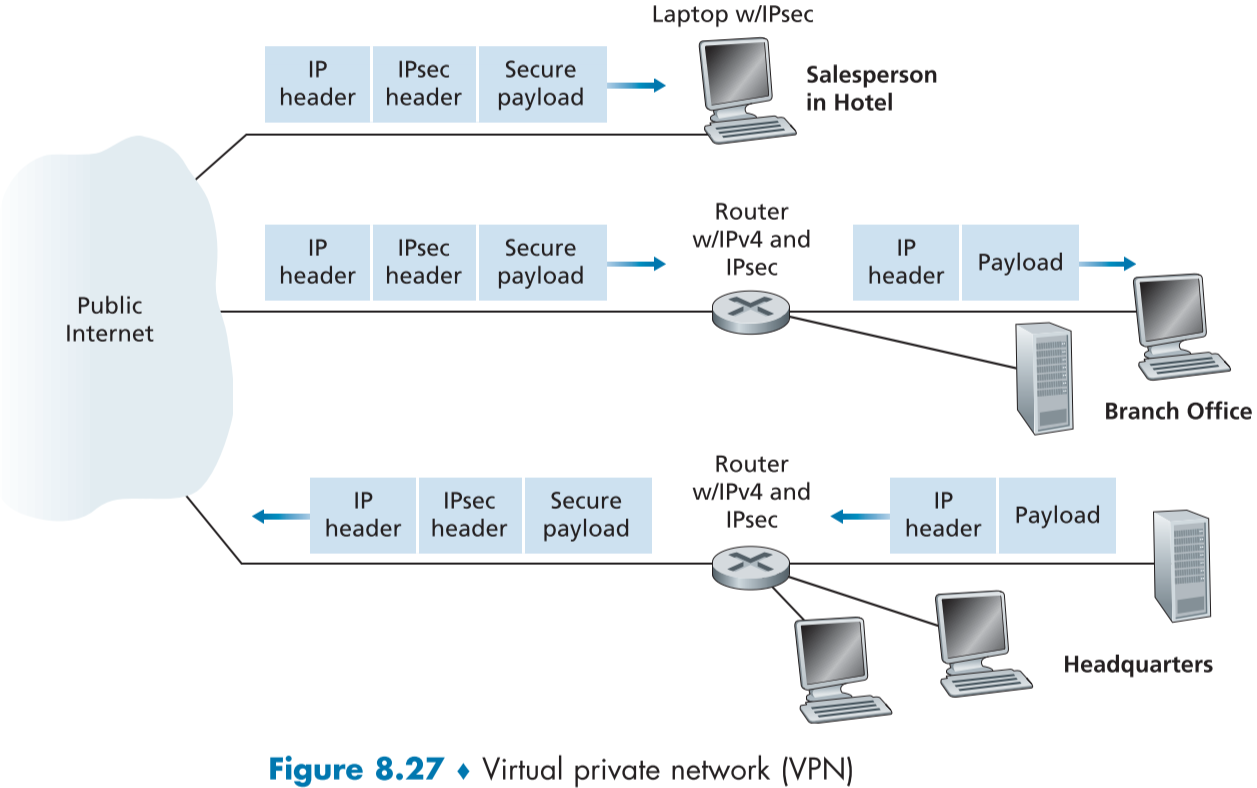 Laptop w/IPsec
IP
header
IPsec
header
Secure
payload
Salesperson
in Hotel
Router
w/IPv4 and
IPsec
IP
header
IPsec
header
Secure
payload
IP
header
Payload
Public
Internet
Branch Office
Router
w/IPv4 and
IPsec
IP
header
IPsec
header
Secure
payload
IP
header
Payload
Headquarters
Figure 8.27 ♦ Virtual private network (VPN)